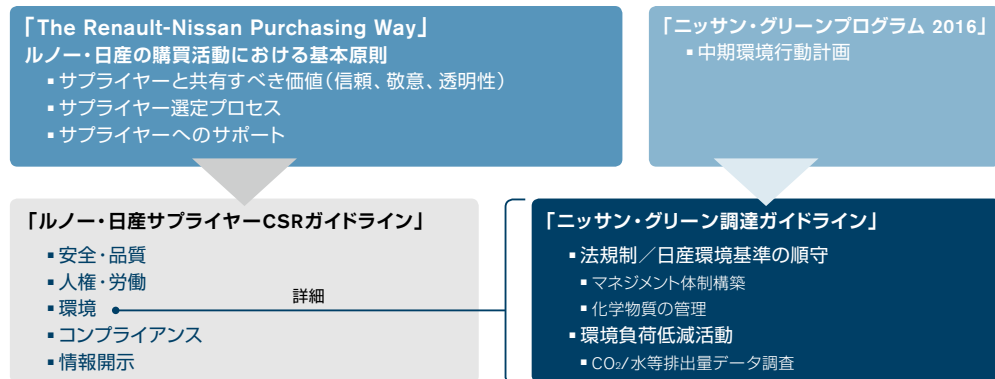 「The Renault-Nissan Purchasing Way」
ルノー・日産の購買活動における基本原則
▪サプライヤーと共有すべき価値（信頼、敬意、透明性）
▪サプライヤー選定プロセス
▪サプライヤーへのサポート
「ニッサン・グリーンプログラム 2016」
▪中期環境行動計画
「ルノー・日産サプライヤーCSRガイドライン」
▪安全・品質
▪人権・労働
▪環境
▪コンプライアンス
▪情報開示
詳細
「ニッサン・グリーン調達ガイドライン」
▪法規制／日産環境基準の順守
▪マネジメント体制構築
▪化学物質の管理
▪環境負荷低減活動
▪CO₂/水等排出量データ調査